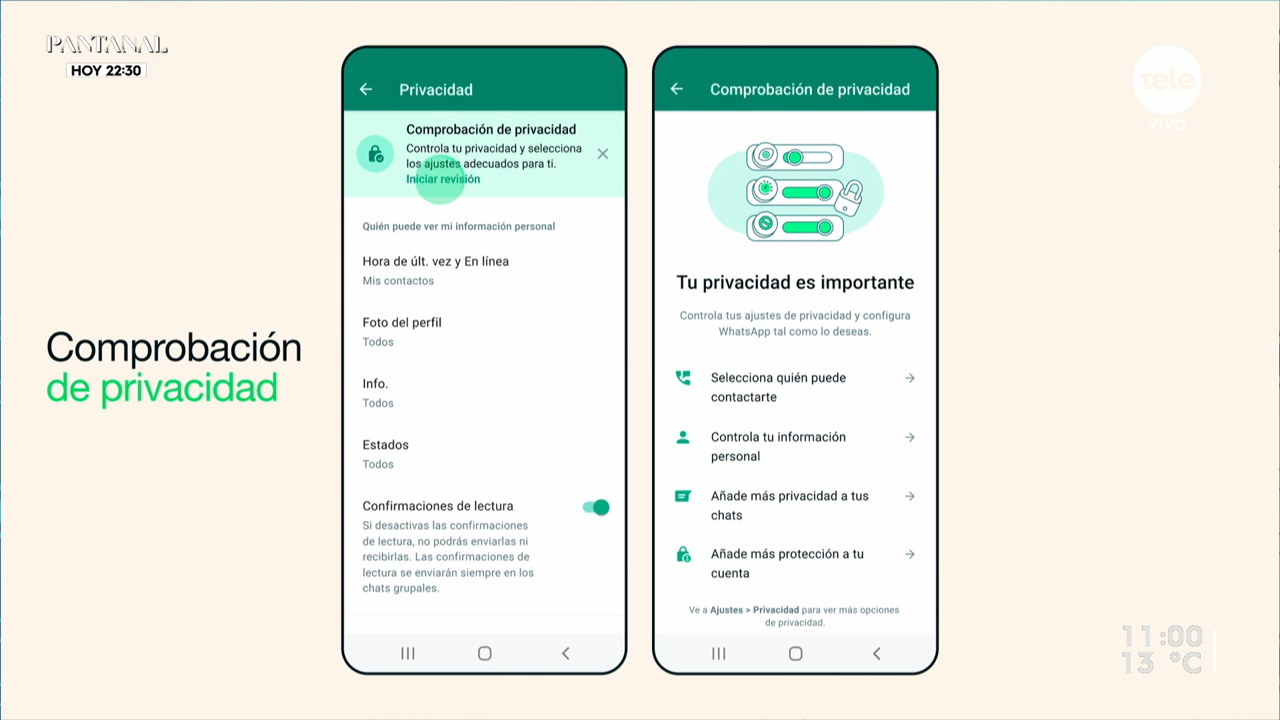 PANTANAL
HOY 22:30
Comprobación
de privacidad
Privacidad
Comprobación de privacidad
Controla tu privacidad y selecciona
los ajustes adecuados para ti.
Iniciar revisión
Quién puede ver mi información personal
Hora de últ. vez y En línea
Mis contactos
Foto del perfil
Todos
Info.
Todos
Estados
Todos
Confirmaciones de lectura
Si desactivas las confirmaciones
de lectura, no podrás enviarlas ni
recibirlas. Las confirmaciones de
lectura se enviarán siempre en los
chats grupales.
Comprobación de privacidad
Tu privacidad es importante
Controla tus ajustes de privacidad y configura
WhatsApp tal como lo deseas.
Selecciona quién puede
contactarte
Controla tu información
personal
Añade más privacidad a tus
chats
Añade más protección a tu
cuenta
Ve a Ajustes > Privacidad para ver más opciones
de privacidad.
tele
VIVO
11:00
13 °C